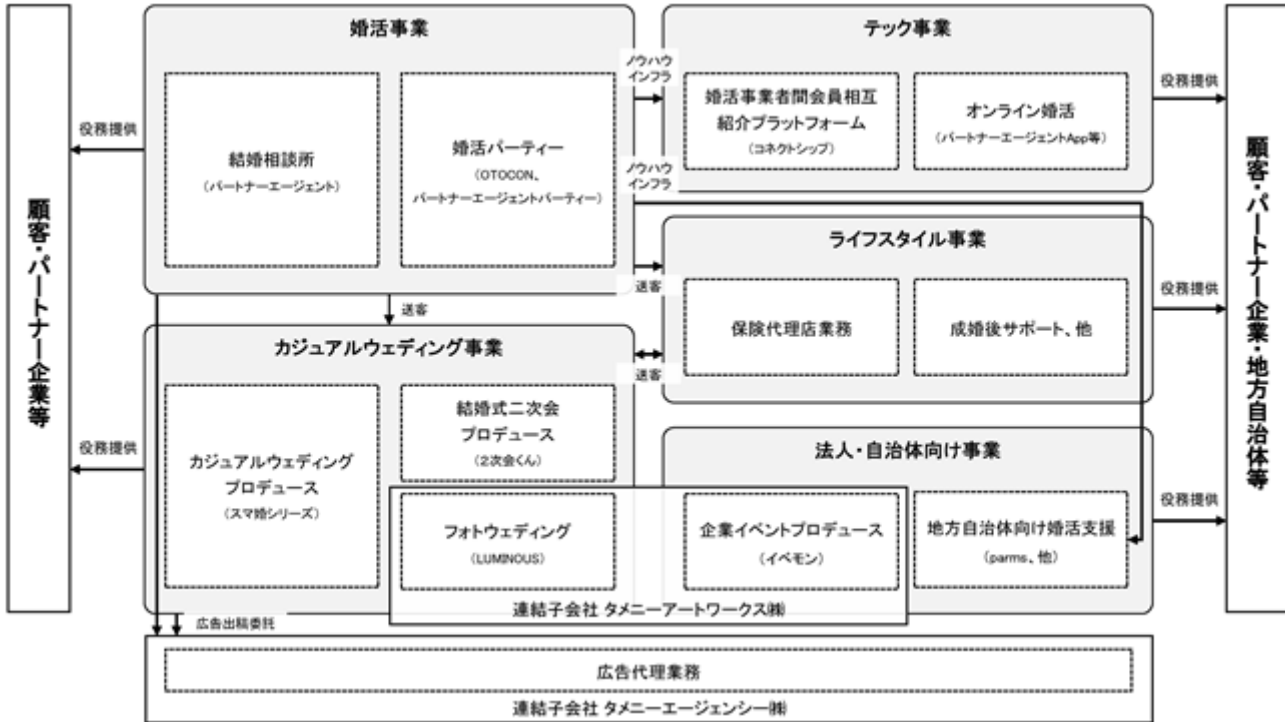 顧客・パートナー企業等
婚活事業
結婚相談所
（パートナーエージェント）
婚活パーティー
（OTOCON、
パートナーエージェントパーティー）
役務提供
ノウハウ
インフラ
ノウハウ
インフラ
テック事業
婚活事業者間会員相互
紹介プラットフォーム
（コネクトシップ）
オンライン婚活
（パートナーエージェントApp等）
役務提供
送客
ライフスタイル事業
保険代理店業務
成婚後サポート、他
役務提供
送客
カジュアルウェディング事業
カジュアルウェディング
プロデュース
（スマ婚シリーズ）
結婚式二次会
プロデュース
（２次会くん）
フォトウェディング
（LUMINOUS）
役務提供
送客
法人・自治体向け事業
企業イベントプロデュース
（イベモン）
地方自治体向け婚活支援
（parms、他）
役務提供
連結子会社 タメニーアートワークス㈱
広告出稿委託
広告代理業務
連結子会社 タメニーエージェンシー㈱
顧客・パートナー企業・地方自治体等